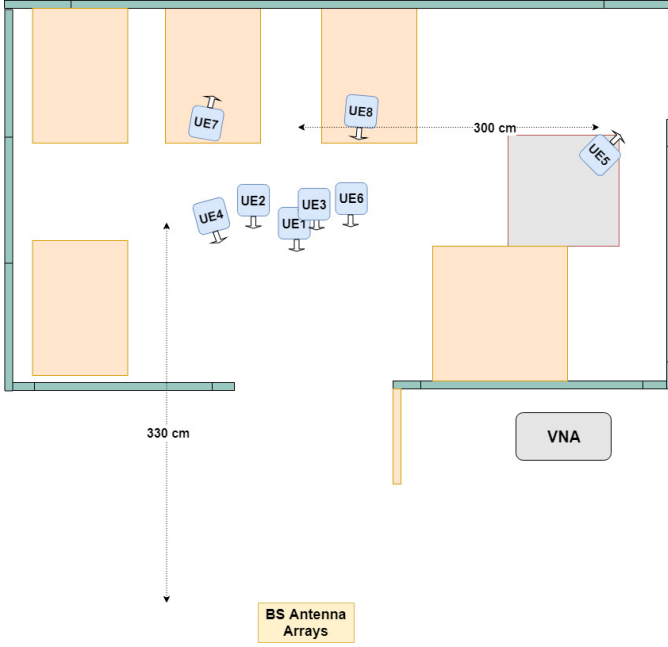 UE8
UE7
300 cm
UE5
UE2
UE3
UE6
UE4
UE1
330 cm
VNA
BS Antenna
Arrays